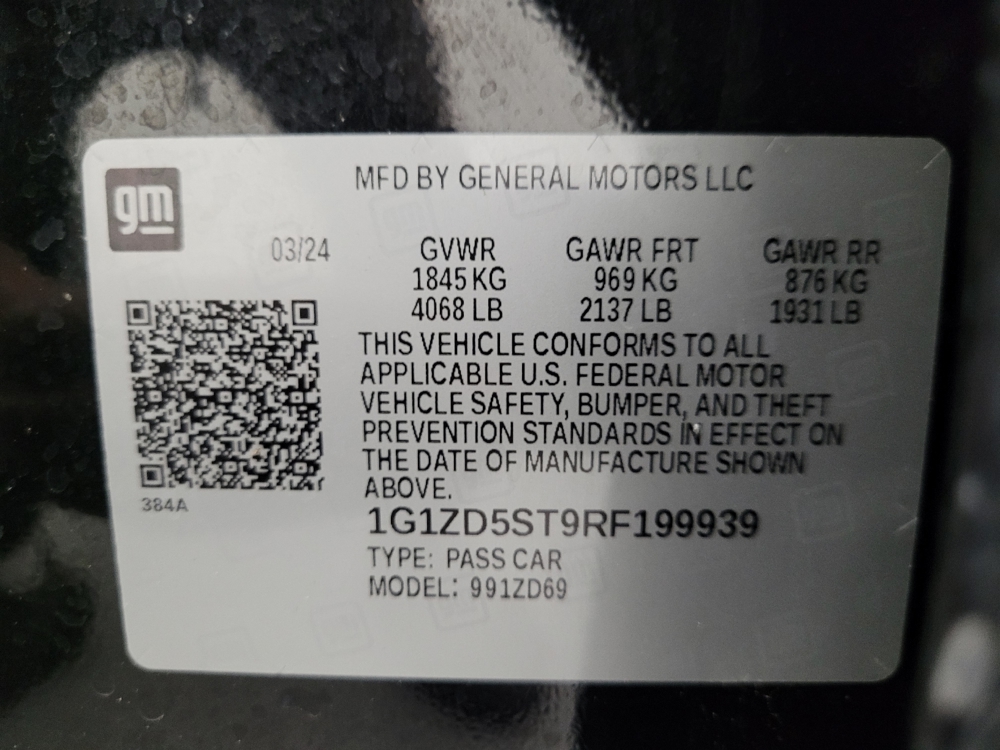 gm
MFD BY GENERAL MOTORS LLC
03/24 GVWR GAWR FRT GAWR RR
1845 KG 969 KG 876 KG
4068 LB 2137 LB 1931 LB
THIS VEHICLE CONFORMS TO ALL
APPLICABLE U.S. FEDERAL MOTOR
VEHICLE SAFETY, BUMPER, AND THEFT
PREVENTION STANDARDS IN EFFECT ON
THE DATE OF MANUFACTURE SHOWN
ABOVE.
384A
1G1ZD5ST9RF199939
TYPE: PASS CAR
MODEL: 991ZD69